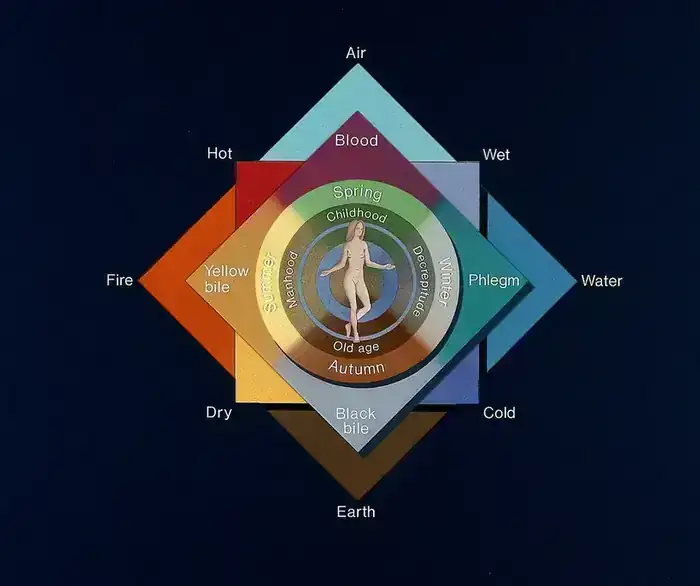 Air
Blood
Hot
Wet
Spring
Childhood
Fire
Yellow
bile
Summer
Manhood
Decrepitude
Winter
Phlegm
Water
Old age
Autumn
Dry
Black
bile
Cold
Earth